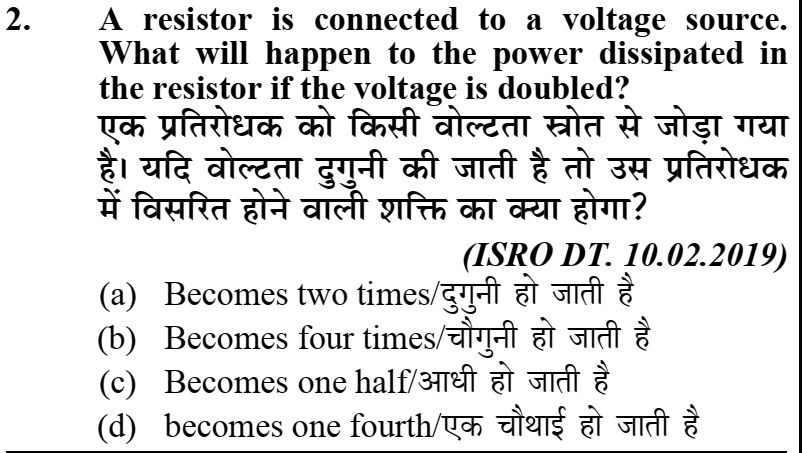 2. A resistor is connected to a voltage source.
What will happen to the power dissipated in
the resistor if the voltage is doubled?
एक प्रतिरोधक को किसी वोल्टता स्त्रोत से जोड़ा गया
है। यदि वोल्टता दुगुनी की जाती है तो उस प्रतिरोधक
में विसरित होने वाली शक्ति का क्या होगा?
(ISRO DT. 10.02.2019)
(a) Becomes two times/दुगुनी हो जाती है
(b) Becomes four times/चौगुनी हो जाती है
(c) Becomes one half/आधी हो जाती है
(d) becomes one fourth/एक चौथाई हो जाती है